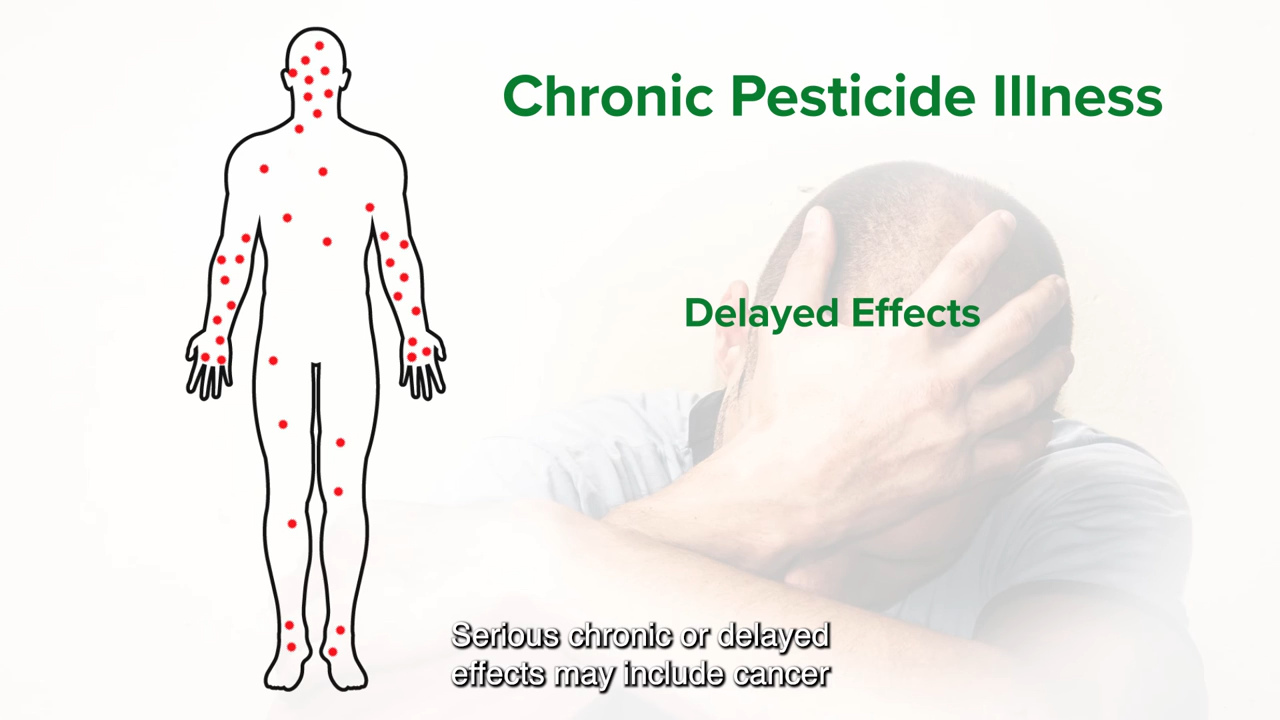 Chronic Pesticide Illness
Delayed Effects
Serious chronic or delayed
effects may include cancer